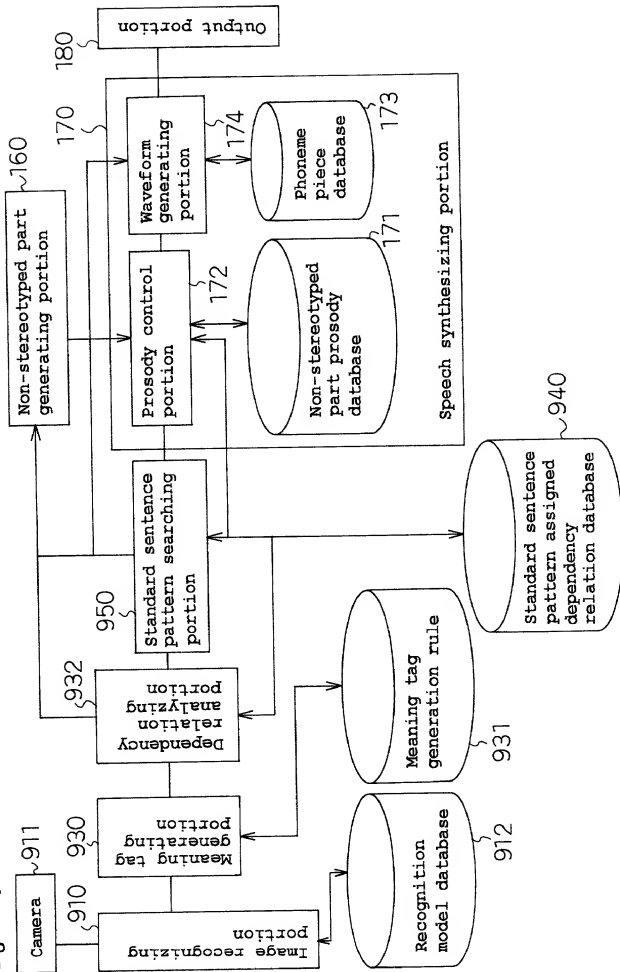 Camera
911
910
Image recognizing
portion
Recognition
model database
912
930
Meaning tag
generating
portion
Meaning tag
generation rule
931
932
Dependency
relation
analyzing
portion
950
Standard sentence
pattern searching
portion
Standard sentence
pattern assigned
dependency
relation database
940
Non-stereotyped part
generating portion
160
170
Prosody control
portion
172
Waveform
generating
portion
174
Non-stereotyped
part prosody
database
171
Phoneme
piece
database
173
Speech synthesizing portion
180
Output portion